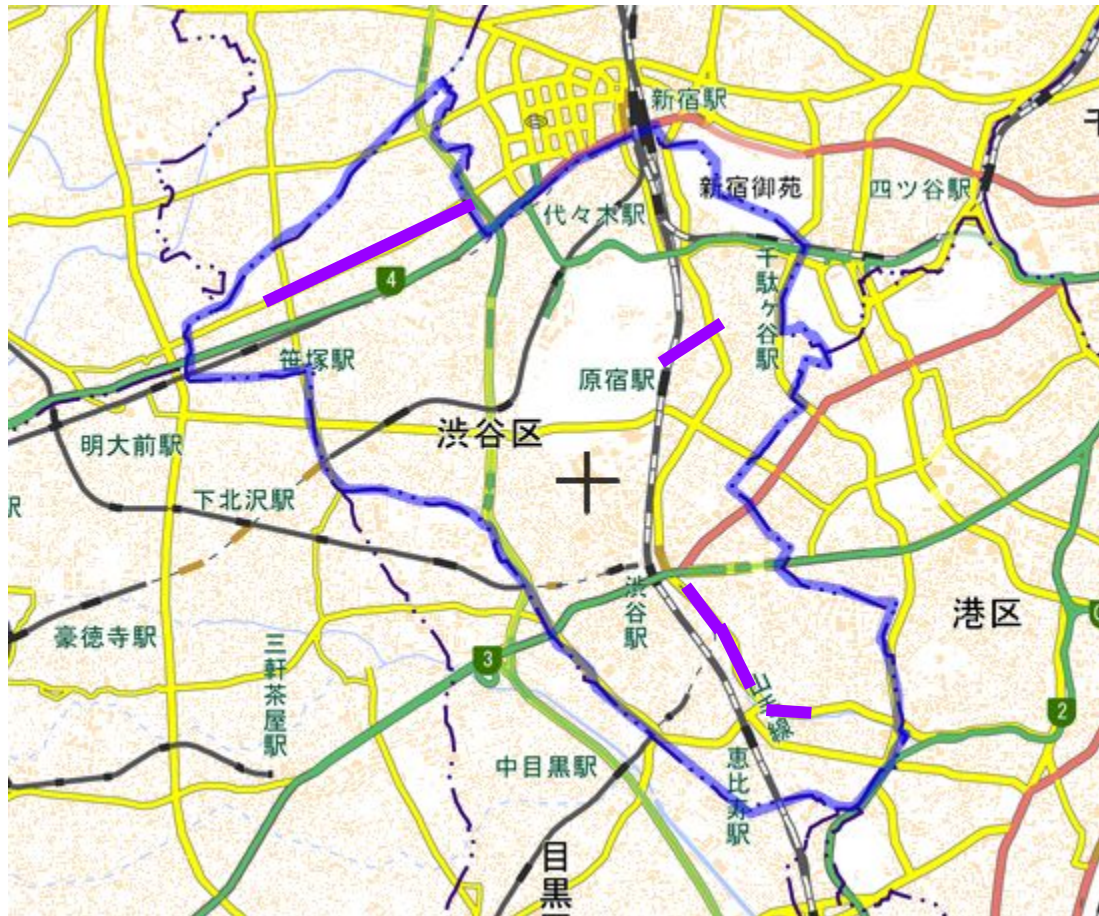 新宿駅
新宿御苑
四ツ谷駅
代々木駅
4
千駄ケ谷駅
笹塚駅
原宿駅
渋谷区
明大前駅
下北沢駅
駅
渋谷駅
港区
豪徳寺駅
三軒茶屋駅
3
山手線
2
中目黒駅
恵比寿駅
目黒